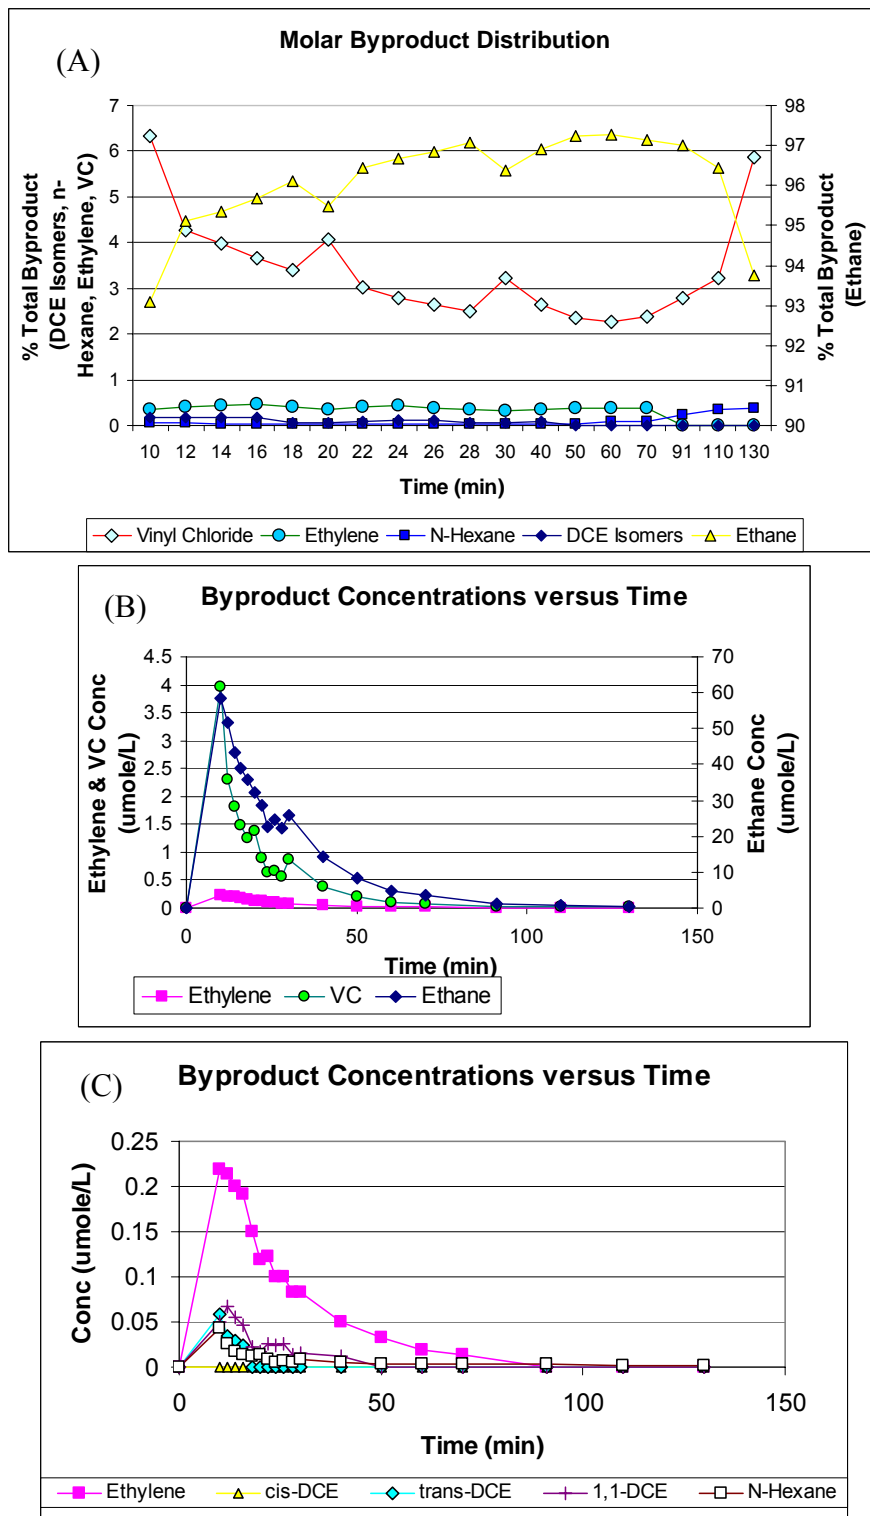 (A)
Molar Byproduct Distribution
% Total Byproduct
(DCE Isomers, n-
Hexane, Ethylene, VC)
7
6
5
4
3
2
1
0
98
97
96
95
94
93
92
91
90
% Total Byproduct
(Ethane)
10 12 14 16 18 20 22 24 26 28 30 40 50 60 70 91 110 130
Time (min)
Vinyl Chloride Ethylene N-Hexane DCE Isomers Ethane
(B)
Byproduct Concentrations versus Time
Ethylene & VC Conc
(umole/L)
4.5
4
3.5
3
2.5
2
1.5
1
0.5
0
70
60
50
40
30
20
10
0
Ethane Conc
(umole/L)
0 50 100 150
Time (min)
Ethylene VC Ethane
(C)
Byproduct Concentrations versus Time
Conc (umole/L)
0.25
0.2
0.15
0.1
0.05
0
0 50 100 150
Time (min)
Ethylene cis-DCE trans-DCE 1,1-DCE N-Hexane